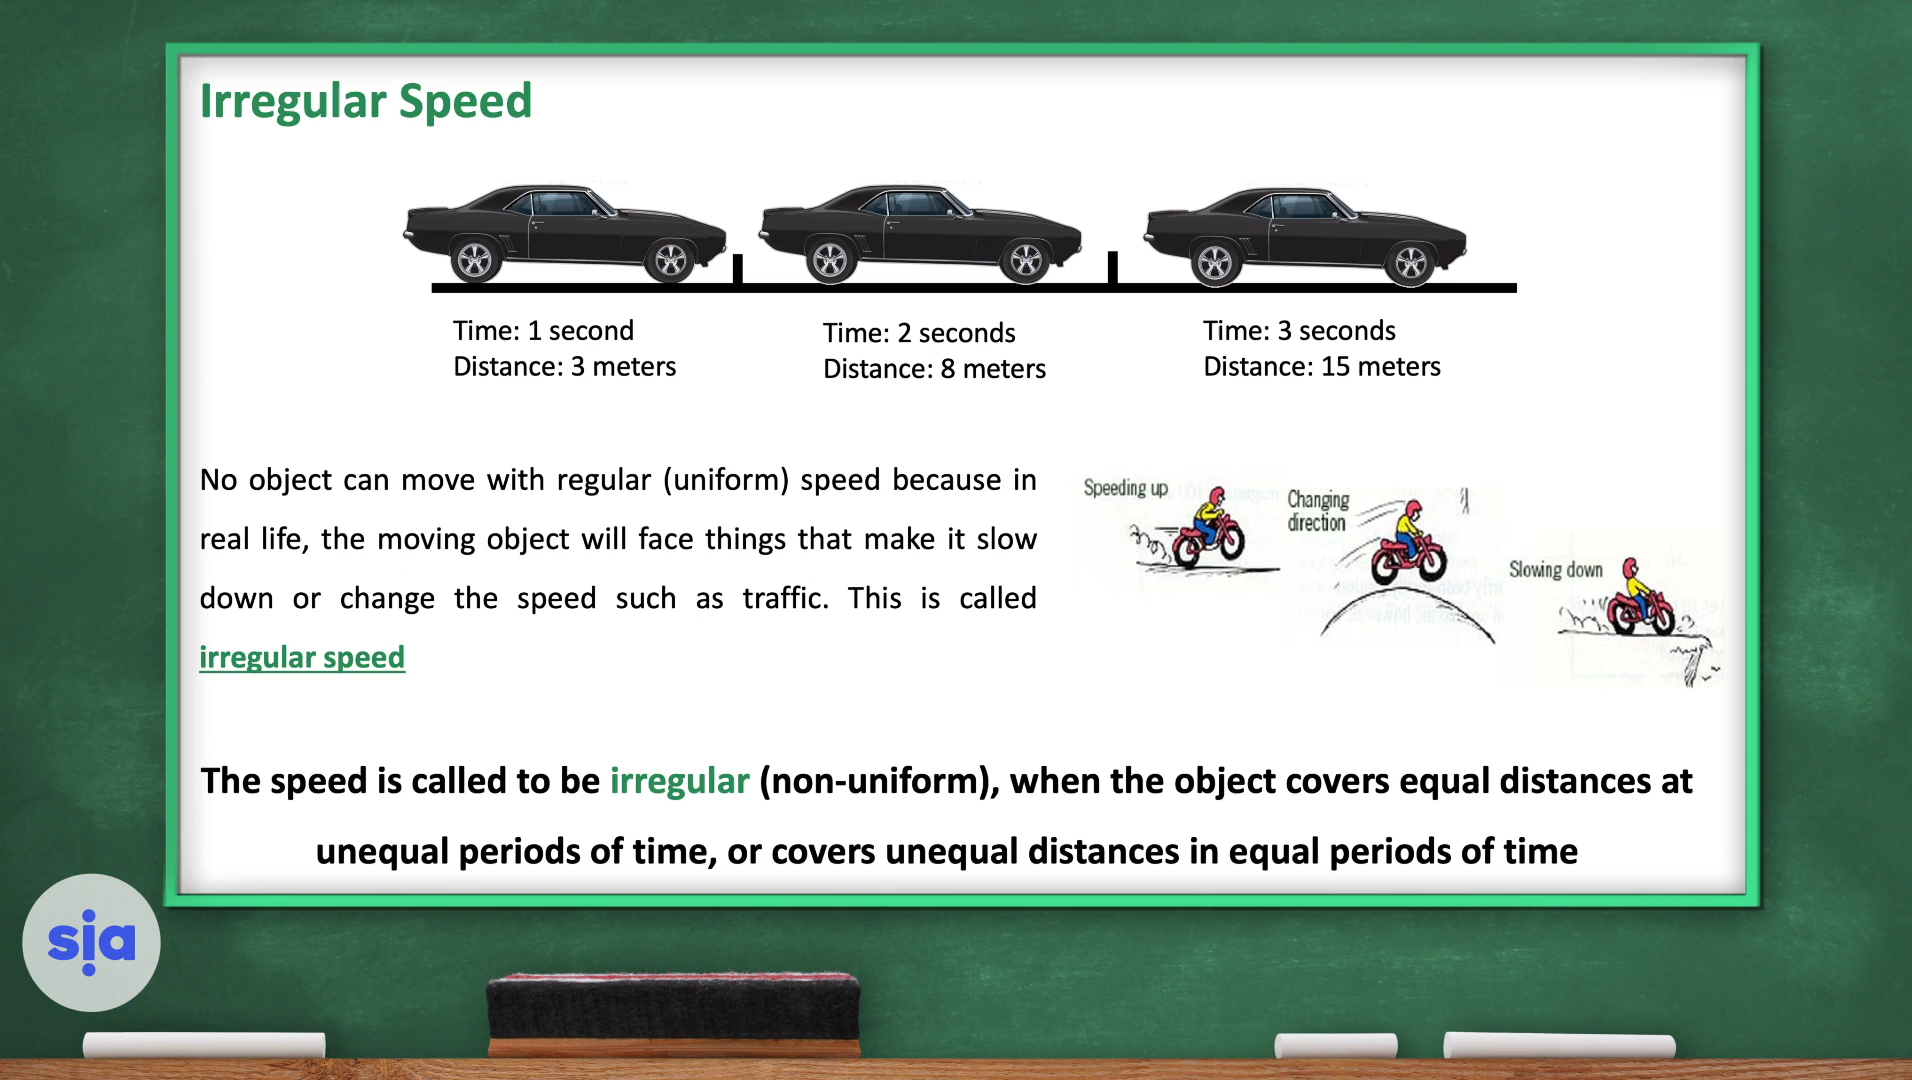 Irregular Speed
Time: 1 second
Distance: 3 meters
Time: 2 seconds
Distance: 8 meters
Time: 3 seconds
Distance: 15 meters
No object can move with regular (uniform) speed because in
real life, the moving object will face things that make it slow
down or change the speed such as traffic. This is called
irregular speed
Speeding up
Changing
direction
Slowing down
The speed is called to be irregular (non-uniform), when the object covers equal distances at
unequal periods of time, or covers unequal distances in equal periods of time
sia